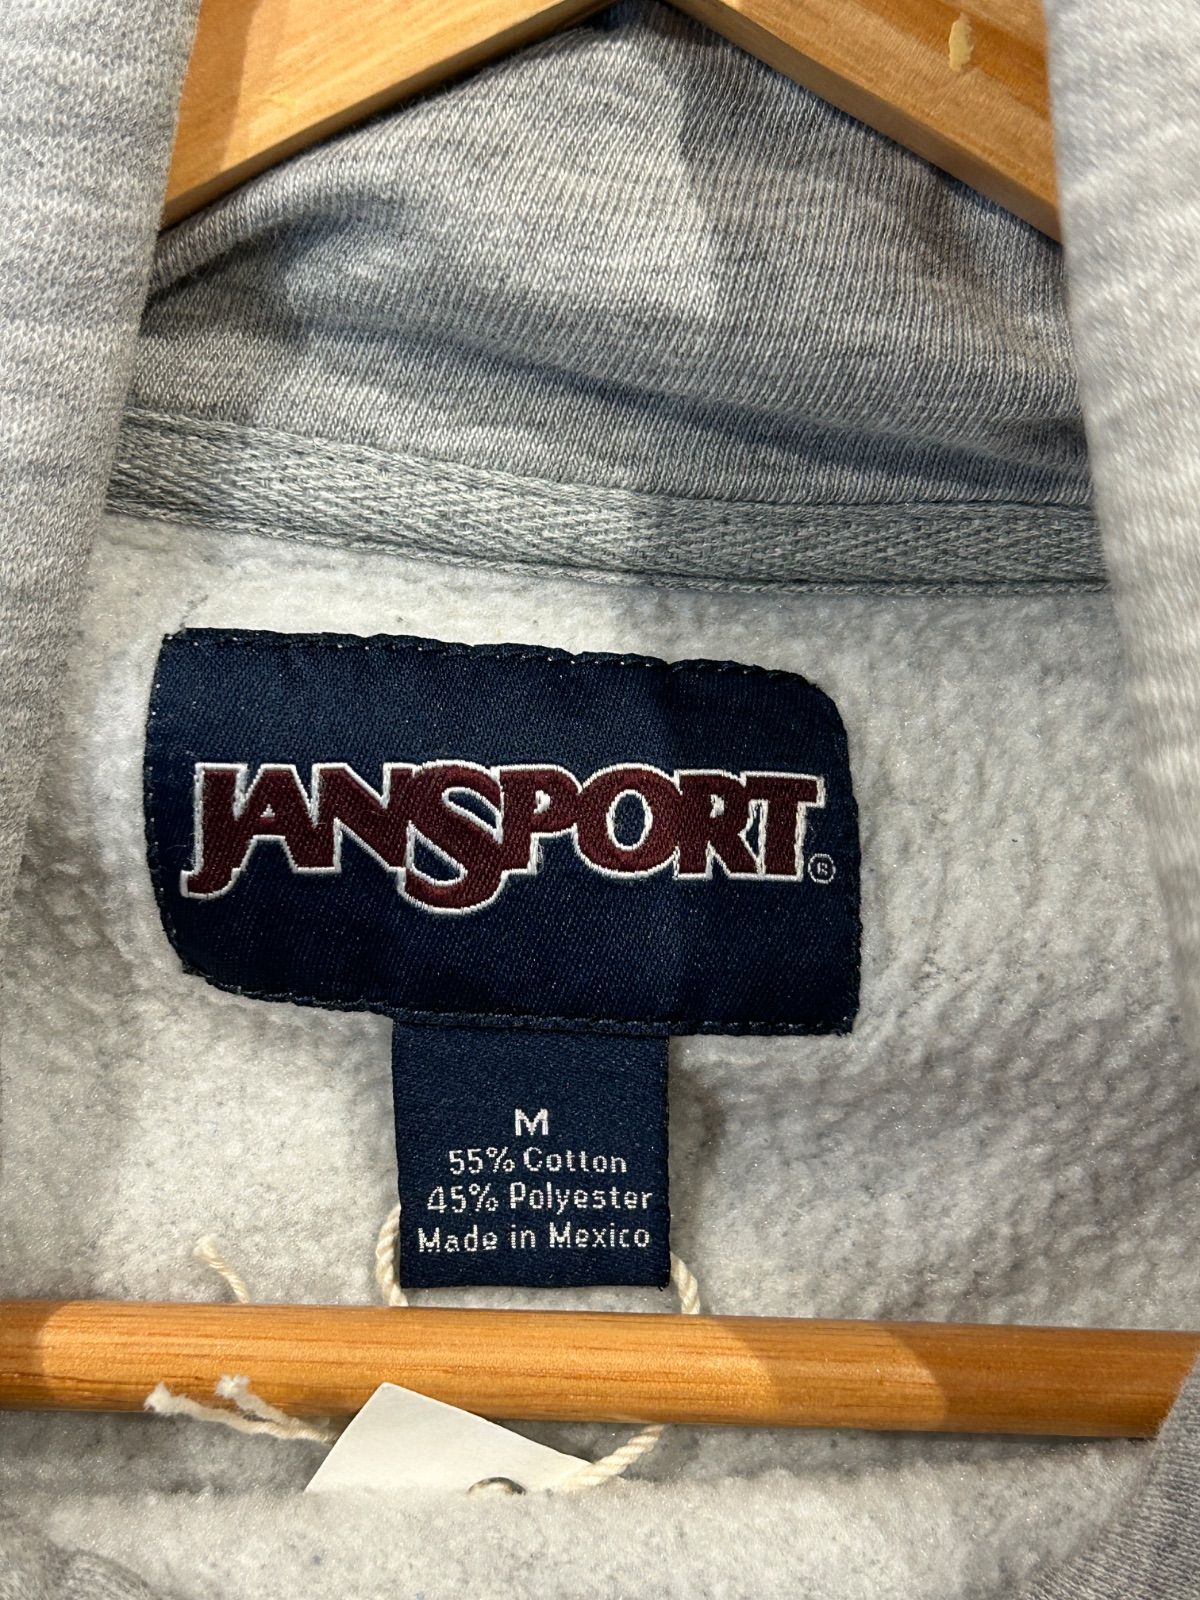 JANSPORT®
M
55% Cotton
45% Polyester
Made in Mexico